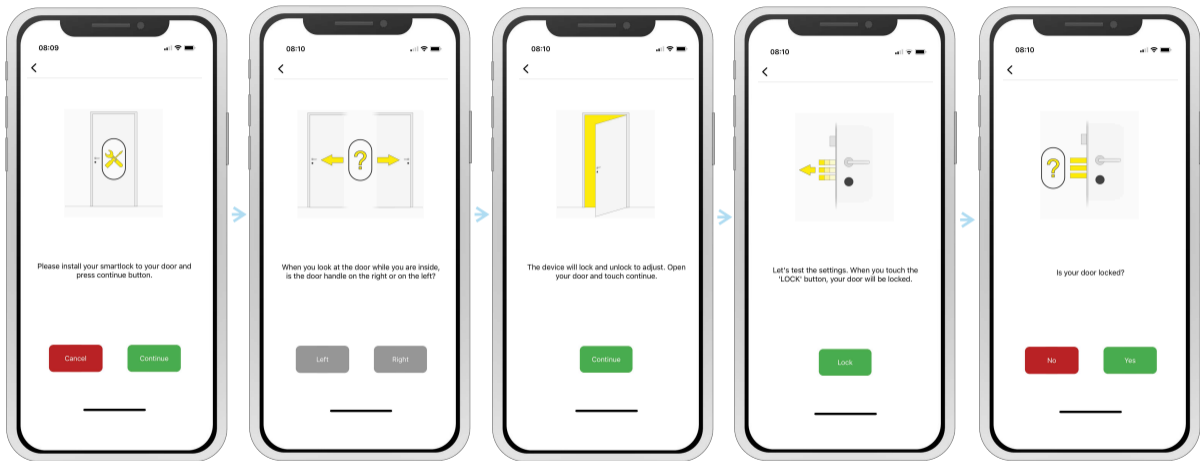 08:09
Please install your smartlock to your door and
press continue button.
Cancel
Continue
08:10
?
When you look at the door while you are inside,
is the door handle on the right or on the left?
Left
Right
08:10
The device will lock and unlock to adjust. Open
your door and touch continue.
Continue
08:10
Let's test the settings. When you touch the
'LOCK' button, your door will be locked.
Lock
08:10
?
Is your door locked?
No
Yes